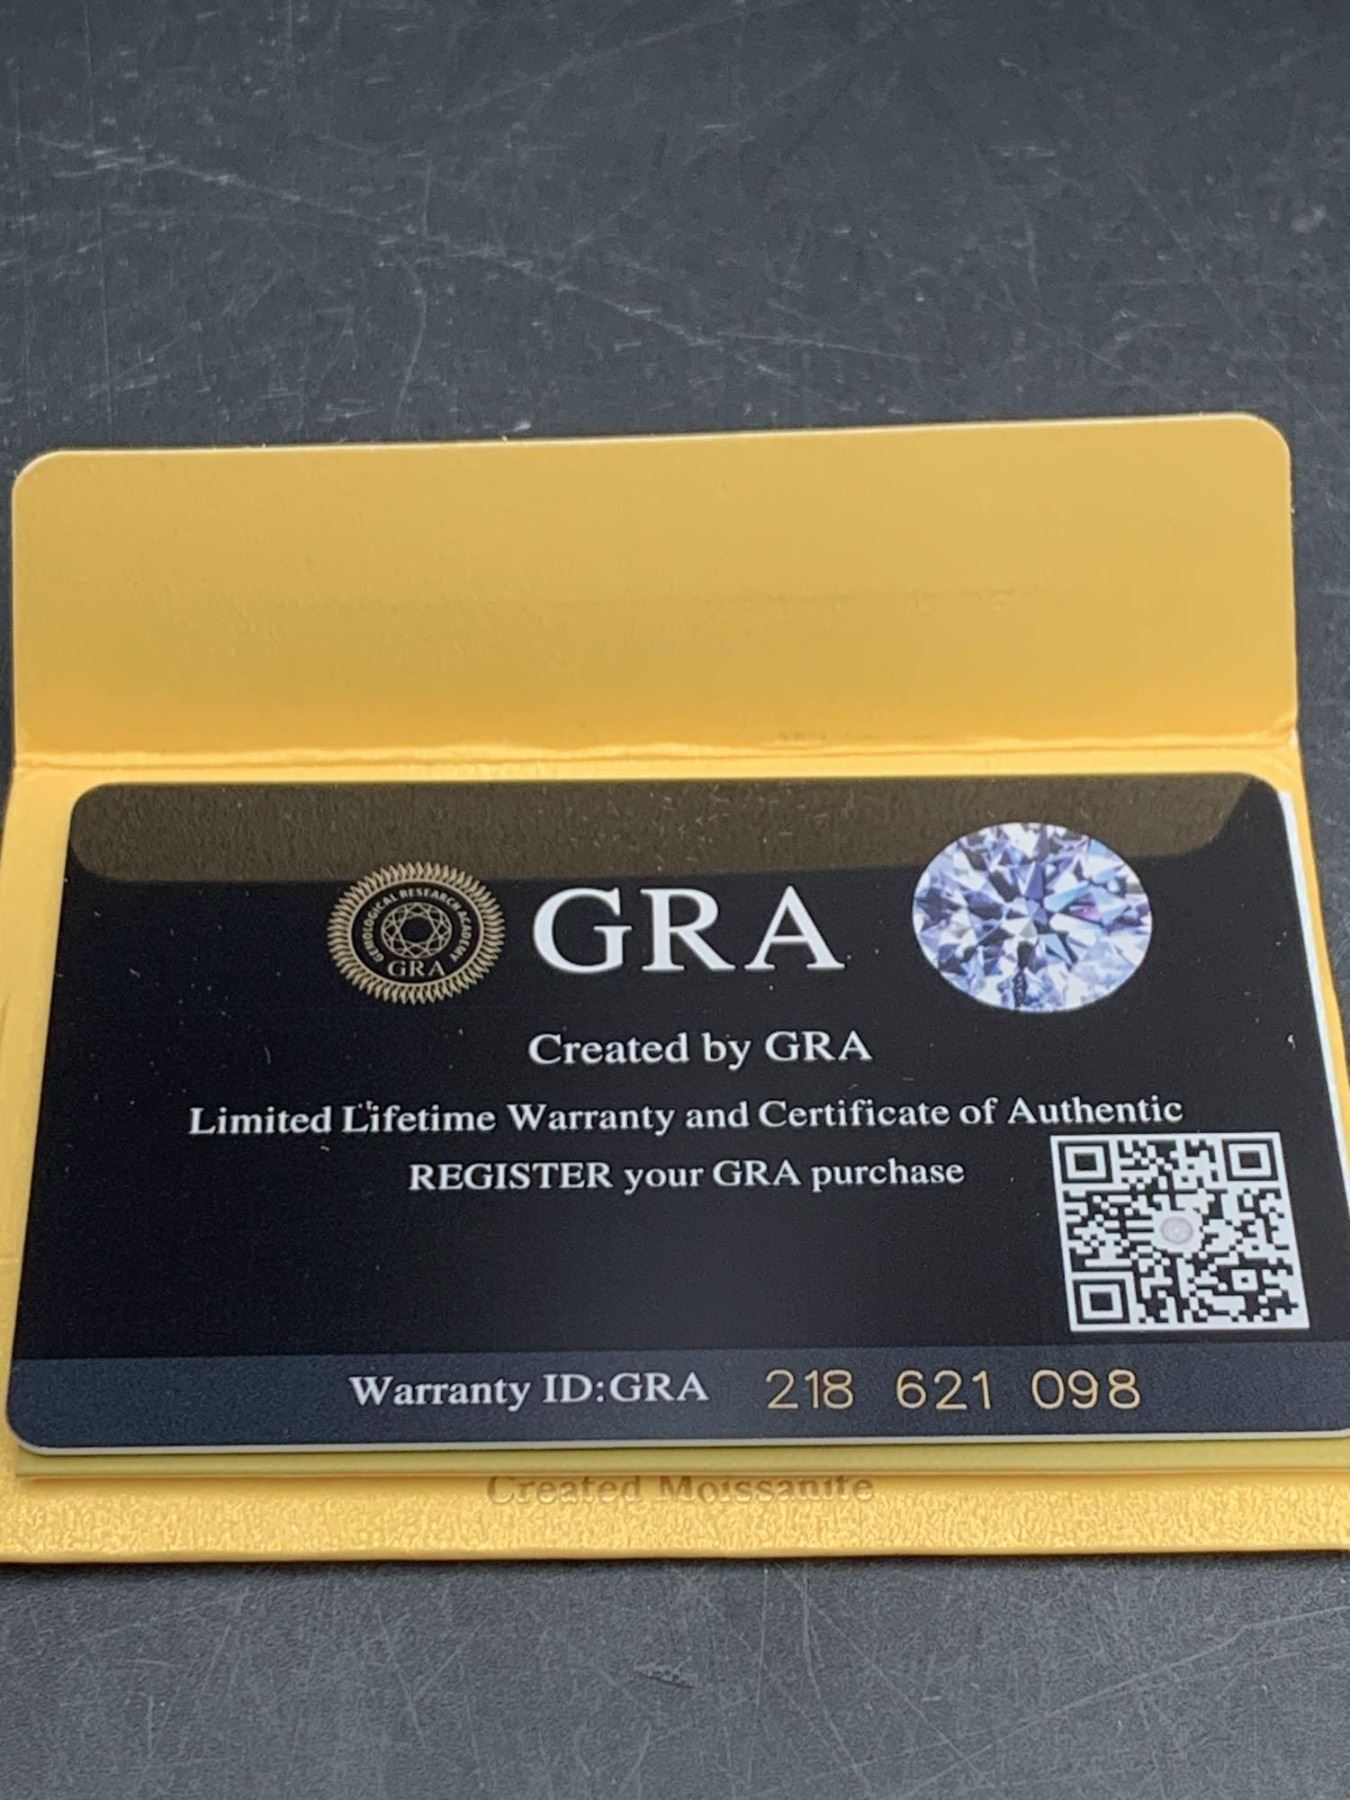 GEMOLOGICAL RESEARCH ACADEMY
GRA
GRA
Created by GRA
Limited Lifetime Warranty and Certificate of Authentic
REGISTER your GRA purchase
Warranty ID:GRA 218 621 098
Created Moissanite